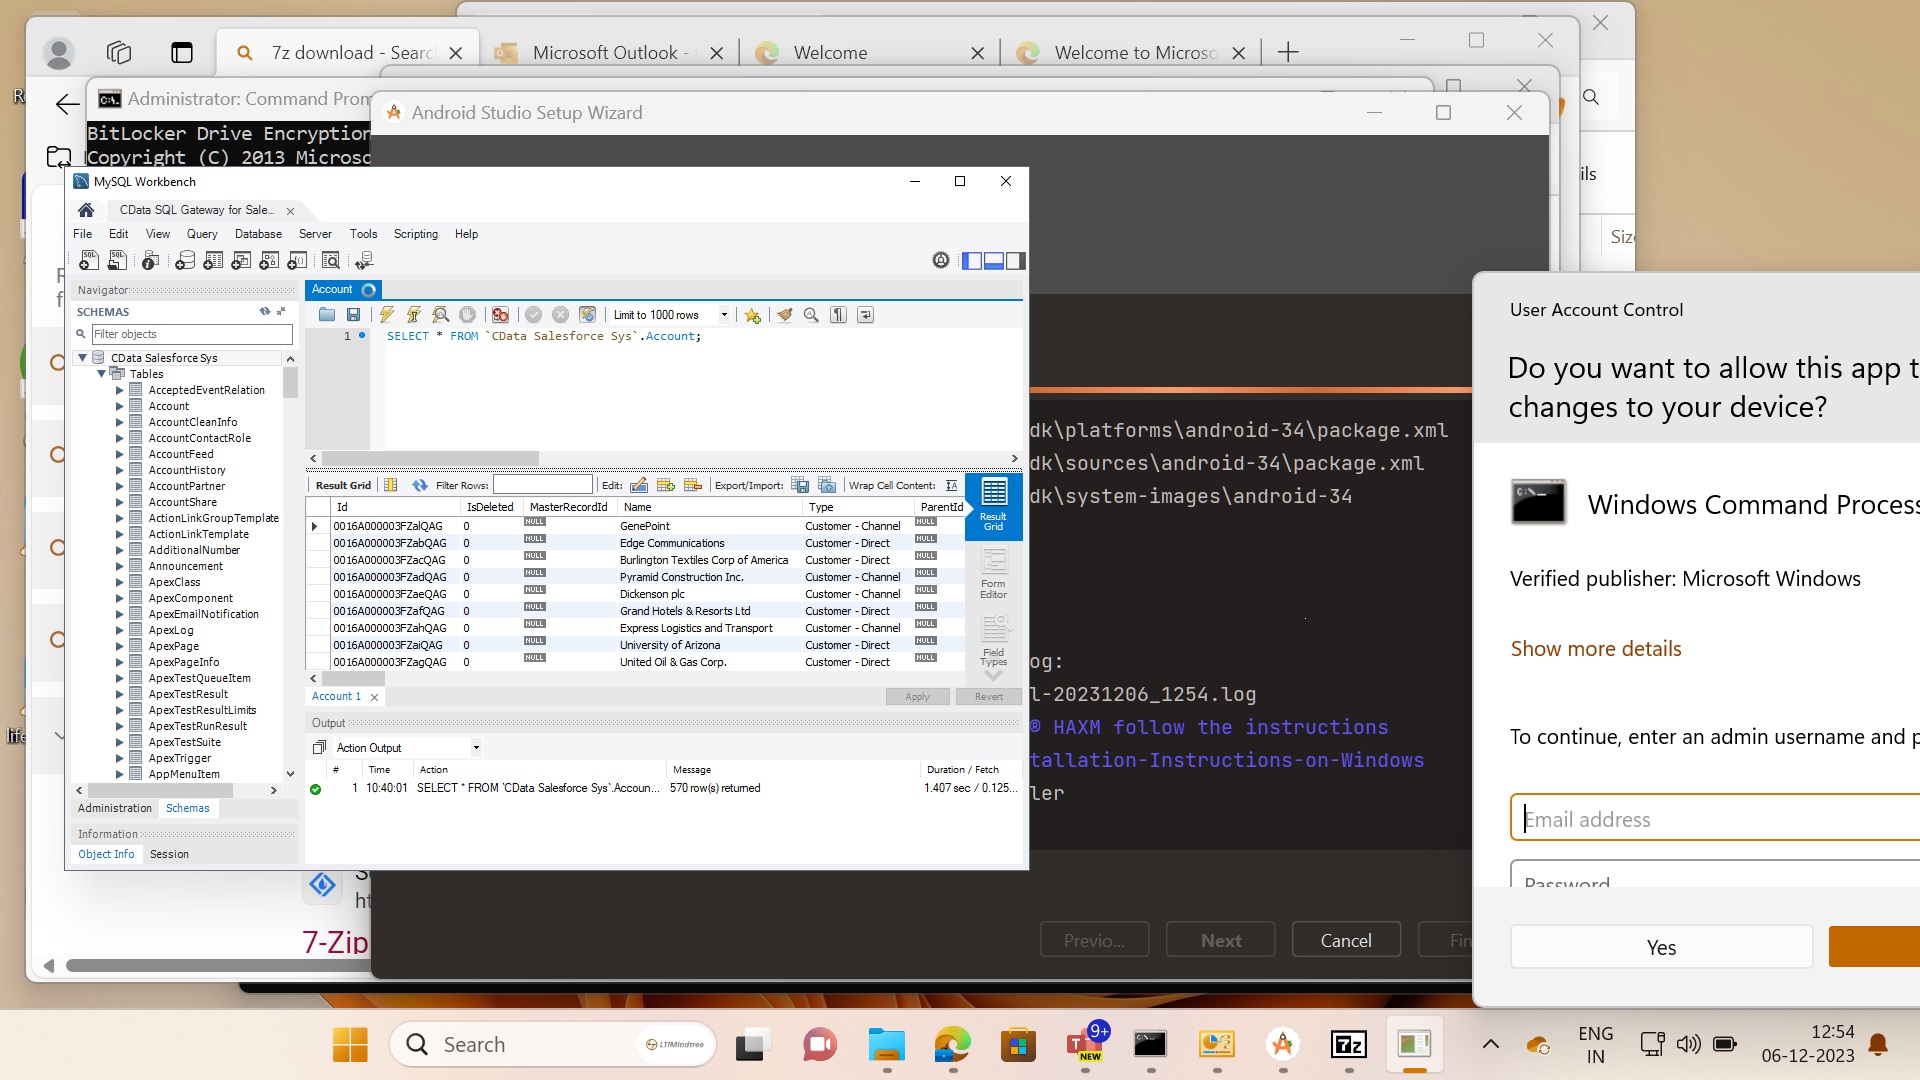 7z download - Searc
Microsoft Outlook -
Welcome
Welcome to Microso
Administrator: Command Prom
BitLocker Drive Encryption
Copyright (C) 2013 Microso
Android Studio Setup Wizard
ils
Size
MySQL Workbench
CData SQL Gateway for Sale...
File Edit View Query Database Server Tools Scripting Help
Navigator
SCHEMAS
Filter objects
CData Salesforce Sys
Tables
AcceptedEventRelation
Account
AccountCleanInfo
AccountContactRole
AccountFeed
AccountHistory
AccountPartner
AccountShare
ActionLinkGroupTemplate
ActionLinkTemplate
AdditionalNumber
Announcement
ApexClass
ApexComponent
ApexEmailNotification
ApexLog
ApexPage
ApexPageInfo
ApexTestQueueItem
ApexTestResult
ApexTestResultLimits
ApexTestRunResult
ApexTestSuite
ApexTrigger
AppMenuItem
Administration Schemas
Information
Object Info Session
Account
Limit to 1000 rows
1 SELECT * FROM `CData Salesforce Sys`.Account;
Result Grid Filter Rows: Edit: Export/Import: Wrap Cell Content:
Id IsDeleted MasterRecordId Name Type ParentId
0016A000003FZalQAG 0 NULL GenePoint Customer - Channel NULL
0016A000003FZabQAG 0 NULL Edge Communications Customer - Direct NULL
0016A000003FZacQAG 0 NULL Burlington Textiles Corp of America Customer - Direct NULL
0016A000003FZadQAG 0 NULL Pyramid Construction Inc. Customer - Channel NULL
0016A000003FZaeQAG 0 NULL Dickenson plc Customer - Channel NULL
0016A000003FZafQAG 0 NULL Grand Hotels & Resorts Ltd Customer - Direct NULL
0016A000003FZahQAG 0 NULL Express Logistics and Transport Customer - Channel NULL
0016A000003FZaiQAG 0 NULL University of Arizona Customer - Direct NULL
0016A000003FZagQAG 0 NULL United Oil & Gas Corp. Customer - Direct NULL
Result Grid
Form Editor
Field Types
Account 1
Apply
Revert
Output
Action Output
# Time Action Message Duration / Fetch
1 10:40:01 SELECT * FROM `CData Salesforce Sys`.Accoun... 570 row(s) returned 1.407 sec / 0.125...
dk\platforms\android-34\package.xml
dk\sources\android-34\package.xml
dk\system-images\android-34
og:
l-20231206_1254.log
® HAXM follow the instructions
tallation-Instructions-on-Windows
ler
Previo...
Next
Cancel
Fin
ht
7-Zip
User Account Control
Do you want to allow this app t
changes to your device?
Windows Command Process
Verified publisher: Microsoft Windows
Show more details
To continue, enter an admin username and p
Email address
Password
Yes
life
Search
LTIMindtree
9+
NEW
7z
ENG
IN
12:54
06-12-2023